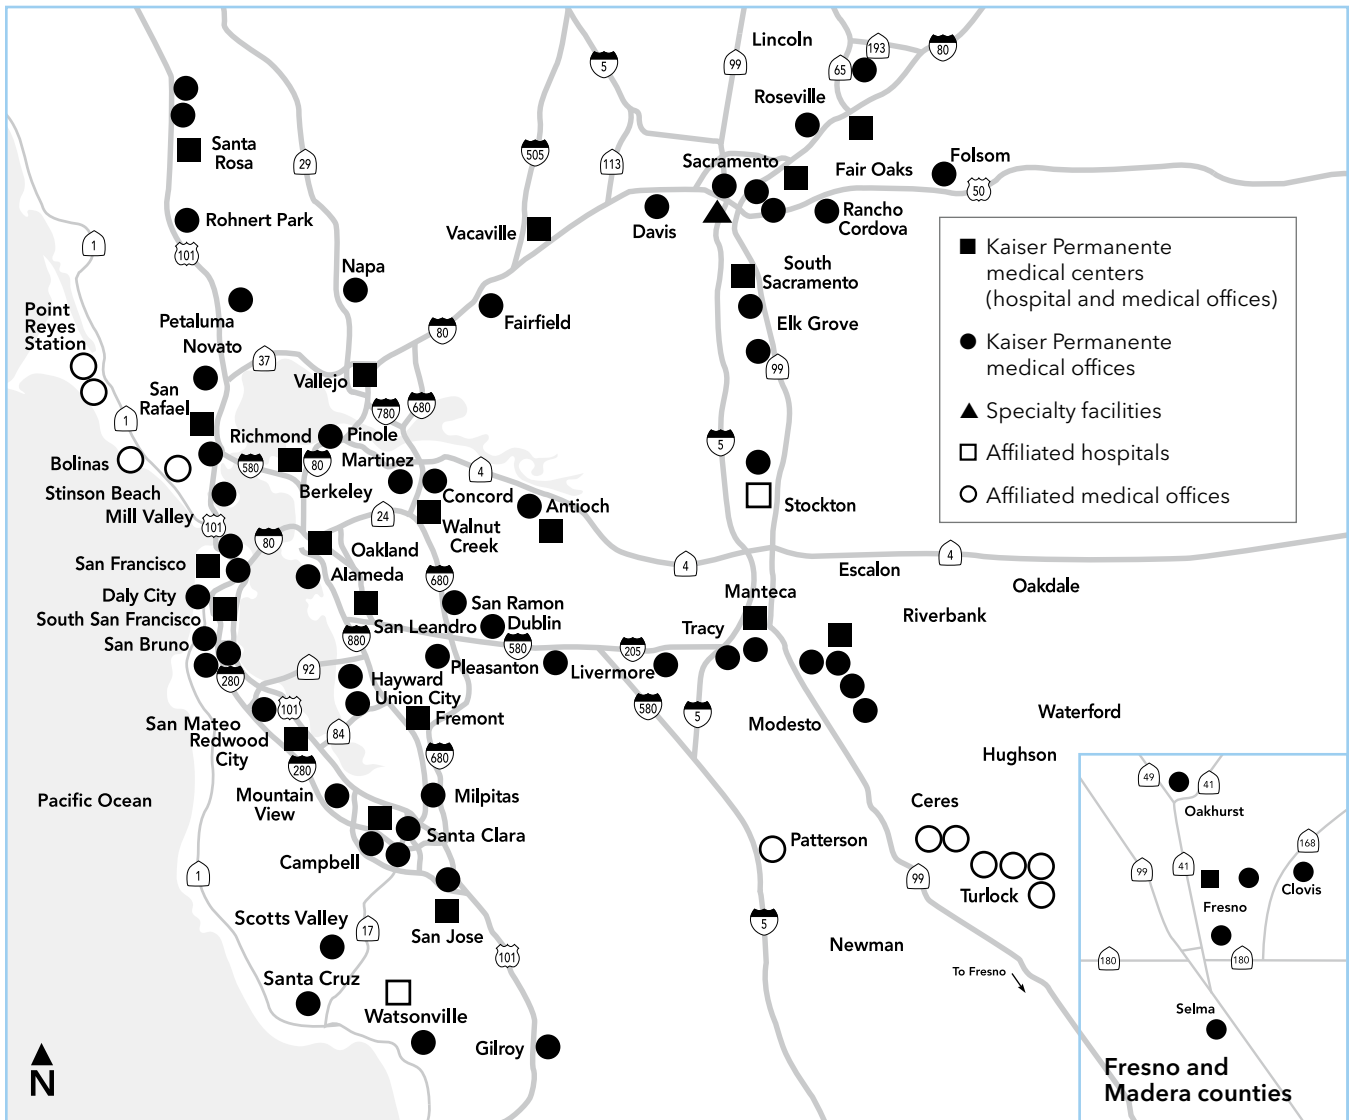 Lincoln
193
80
5
99
65
Roseville
Santa
Rosa
29
505
113
Sacramento
Fair Oaks
Folsom
50
Rohnert Park
Vacaville
Davis
Rancho
Cordova
1
101
Napa
South
Sacramento
Kaiser Permanente
medical centers
(hospital and medical offices)
Kaiser Permanente
medical offices
Specialty facilities
Affiliated hospitals
Affiliated medical offices
Point
Reyes
Station
Petaluma
Novato
Fairfield
80
Elk Grove
37
99
Vallejo
San
Rafael
1
780
680
Richmond
Pinole
5
Bolinas
580
80
Martinez
4
Stinson Beach
Berkeley
Concord
Antioch
Stockton
Mill Valley
101
24
Walnut
Creek
80
San Francisco
Oakland
4
4
Escalon
Alameda
680
Oakdale
Daly City
San Ramon
Manteca
South San Francisco
San Leandro
Dublin
Riverbank
San Bruno
880
580
205
Tracy
92
Pleasanton
Livermore
280
Hayward
Union City
101
580
5
San Mateo
Redwood
City
84
Fremont
Modesto
Waterford
Hughson
280
680
Pacific Ocean
Mountain
View
Milpitas
Ceres
Santa Clara
Patterson
Campbell
1
99
Turlock
Scotts Valley
17
San Jose
5
Newman
101
To Fresno
Santa Cruz
Watsonville
Gilroy
N
49
41
Oakhurst
168
99
41
Clovis
Fresno
180
180
Selma
Fresno and
Madera counties